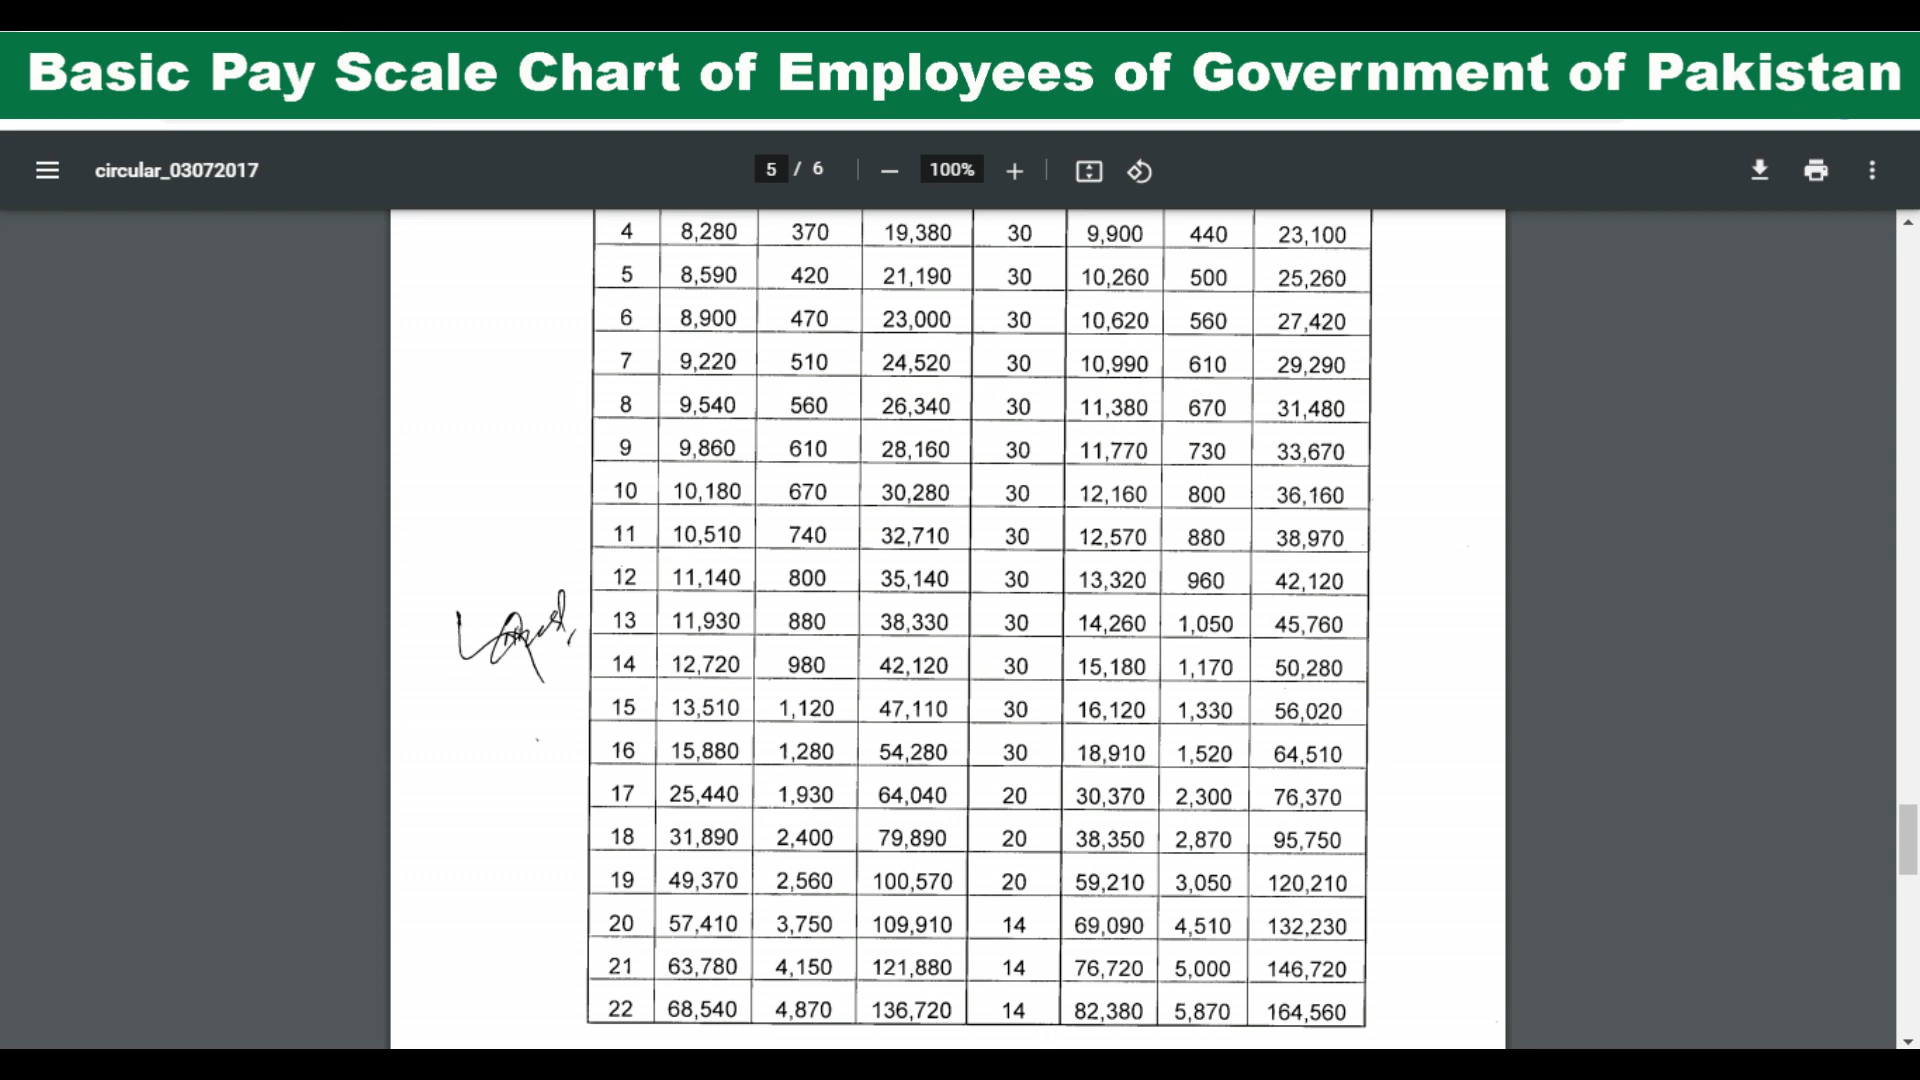 Basic Pay Scale Chart of Employees of Government of Pakistan
circular_03072017 5 / 6 100%
4 8,280 370 19,380 30 9,900 440 23,100
5 8,590 420 21,190 30 10,260 500 25,260
6 8,900 470 23,000 30 10,620 560 27,420
7 9,220 510 24,520 30 10,990 610 29,290
8 9,540 560 26,340 30 11,380 670 31,480
9 9,860 610 28,160 30 11,770 730 33,670
10 10,180 670 30,280 30 12,160 800 36,160
11 10,510 740 32,710 30 12,570 880 38,970
12 11,140 800 35,140 30 13,320 960 42,120
13 11,930 880 38,330 30 14,260 1,050 45,760
14 12,720 980 42,120 30 15,180 1,170 50,280
15 13,510 1,120 47,110 30 16,120 1,330 56,020
16 15,880 1,280 54,280 30 18,910 1,520 64,510
17 25,440 1,930 64,040 20 30,370 2,300 76,370
18 31,890 2,400 79,890 20 38,350 2,870 95,750
19 49,370 2,560 100,570 20 59,210 3,050 120,210
20 57,410 3,750 109,910 14 69,090 4,510 132,230
21 63,780 4,150 121,880 14 76,720 5,000 146,720
22 68,540 4,870 136,720 14 82,380 5,870 164,560